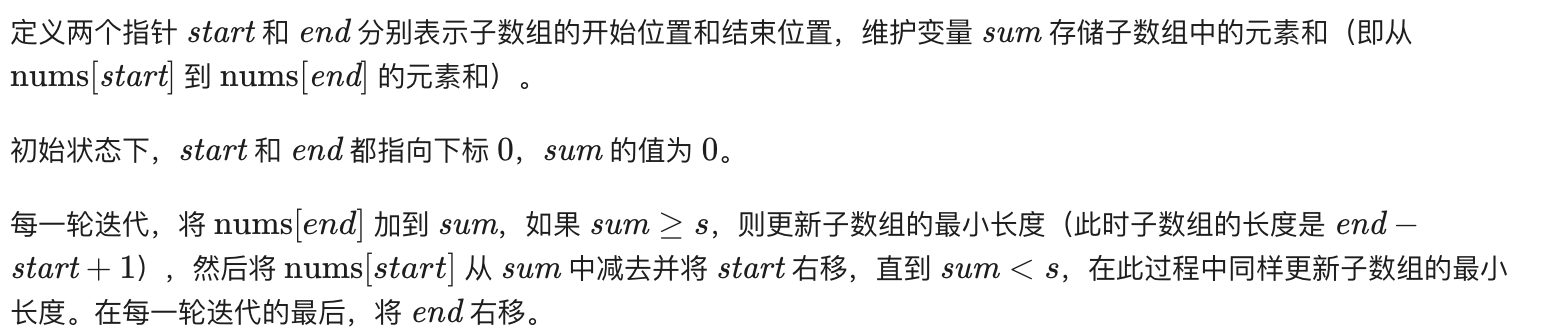 定义两个指针 start 和 end 分别表示子数组的开始位置和结束位置，维护变量 sum 存储子数组中的元素和（即从
nums[start] 到 nums[end] 的元素和）。
初始状态下，start 和 end 都指向下标 0，sum 的值为 0。
每一轮迭代，将 nums[end] 加到 sum，如果 sum ≥ s，则更新子数组的最小长度（此时子数组的长度是 end −
start + 1），然后将 nums[start] 从 sum 中减去并将 start 右移，直到 sum < s，在此过程中同样更新子数组的最小
长度。在每一轮迭代的最后，将 end 右移。